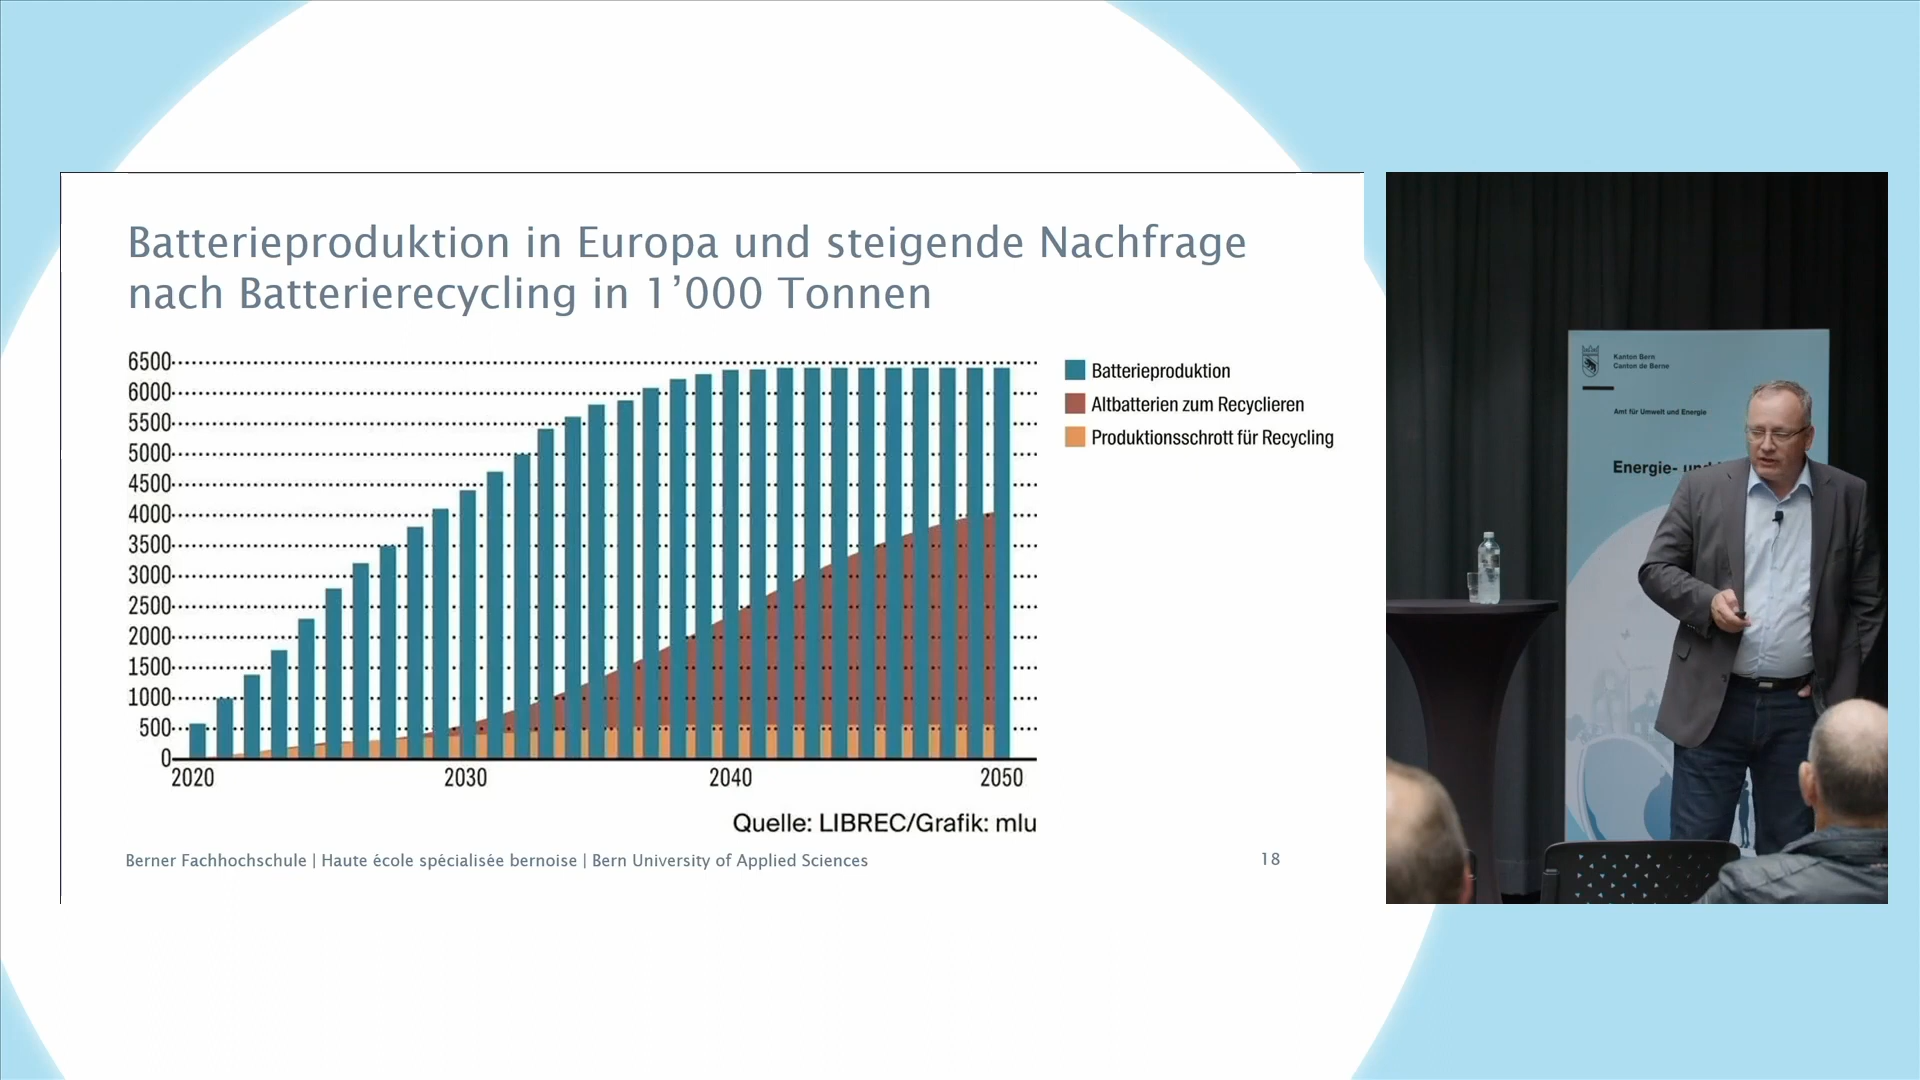 Batterieproduktion in Europa und steigende Nachfrage
nach Batterierecycling in 1’000 Tonnen
6500
6000
5500
5000
4500
4000
3500
3000
2500
2000
1500
1000
500
0
2020 2030 2040 2050
Batterieproduktion
Altbatterien zum Recyclieren
Produktionsschrott für Recycling
Quelle: LIBREC/Grafik: mlu
Berner Fachhochschule | Haute école spécialisée bernoise | Bern University of Applied Sciences
18
Kanton Bern
Canton de Berne
Amt für Umwelt und Energie
Energie-